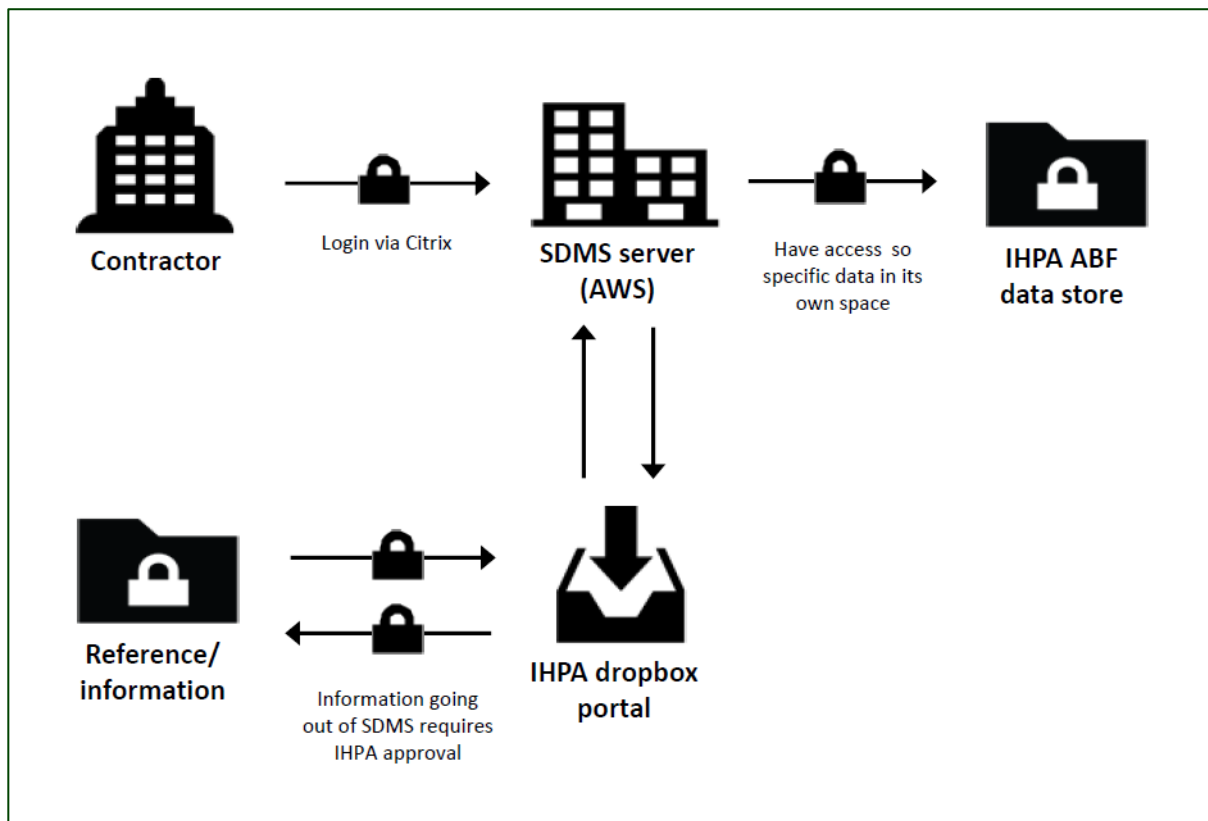 Contractor
Login via Citrix
SDMS server
(AWS)
Have access so
specific data in its
own space
IHPA ABF
data store
Reference/
information
Information going
out of SDMS requires
IHPA approval
IHPA dropbox
portal